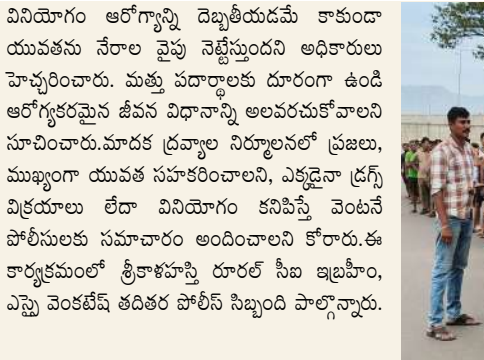 వినియోగం ఆరోగ్యాన్ని దెబ్బతీయడమే కాకుండా
యువతను నేరాల వైపు నెట్టేస్తుందని అధికారులు
హెచ్చరించారు. మత్తు పదార్థాలకు దూరంగా ఉండి
ఆరోగ్యకరమైన జీవన విధానాన్ని అలవరచుకోవాలని
సూచించారు.మాదక ద్రవ్యాల నిర్మూలనలో ప్రజలు,
ముఖ్యంగా యువత సహకరించాలని, ఎక్కడైనా డ్రగ్స్
విక్రయాలు లేదా వినియోగం కనిపిస్తే వెంటనే
పోలీసులకు సమాచారం అందించాలని కోరారు.ఈ
కార్యక్రమంలో శ్రీకాళహస్తి రూరల్ సీఐ ఇబ్రహీం,
ఎస్సై వెంకటేష్ తదితర పోలీస్ సిబ్బంది పాల్గొన్నారు.